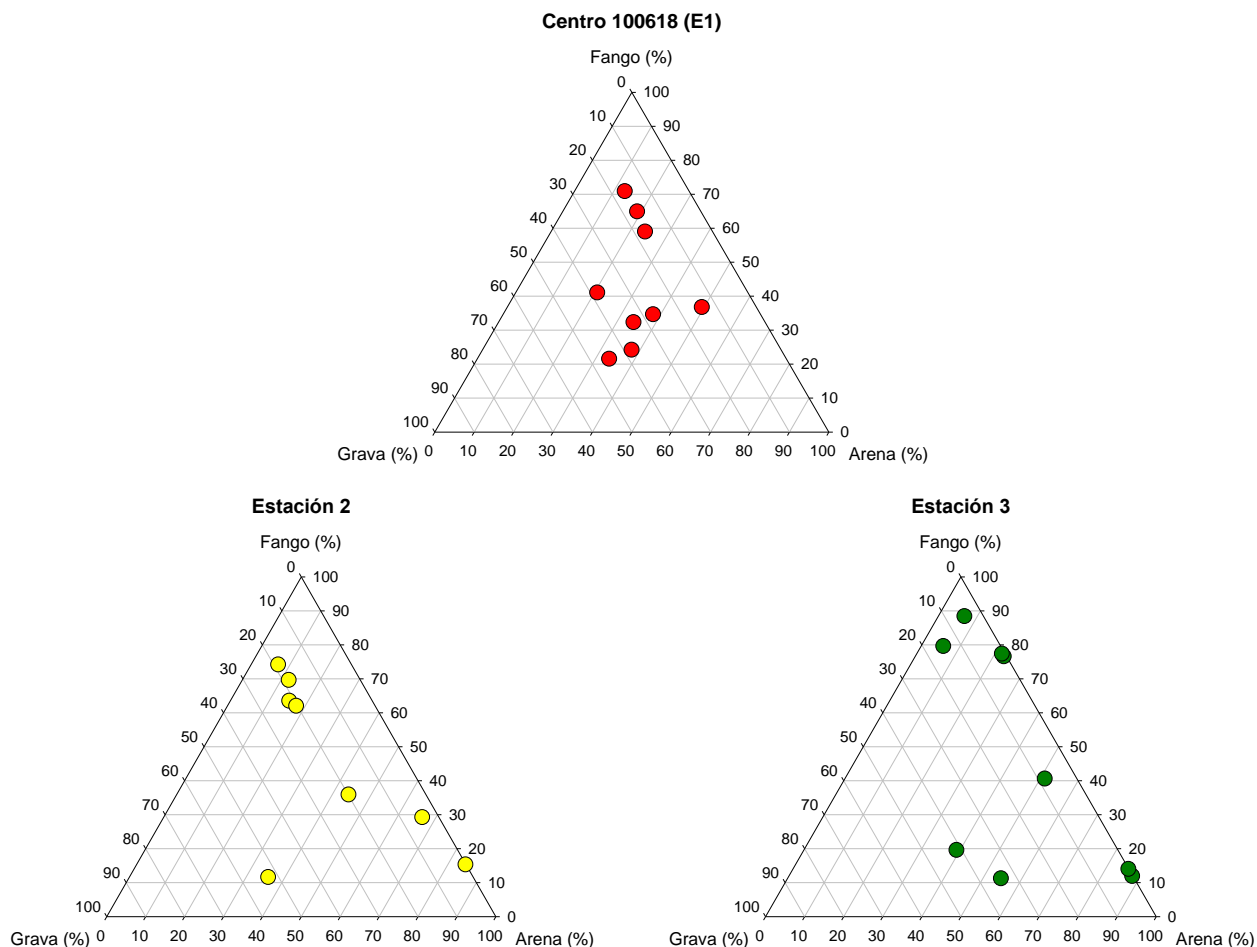 Centro 100618 (E1)
Fango (%)
0 100
10 90
20 80
30 70
40 60
50 50
60 40
70 30
80 20
90 10
100 0
Grava (%) 0 10 20 30 40 50 60 70 80 90 100 Arena (%)
Estación 2 Estación 3
Fango (%) Fango (%)
0 100 0 100
10 90 10 90
20 80 20 80
30 70 30 70
40 60 40 60
50 50 50 50
60 40 60 40
70 30 70 30
80 20 80 20
90 10 90 10
100 0 100 0
Grava (%) 0 10 20 30 40 50 60 70 80 90 100 Arena (%) Grava (%) 0 10 20 30 40 50 60 70 80 90 100 Arena (%)